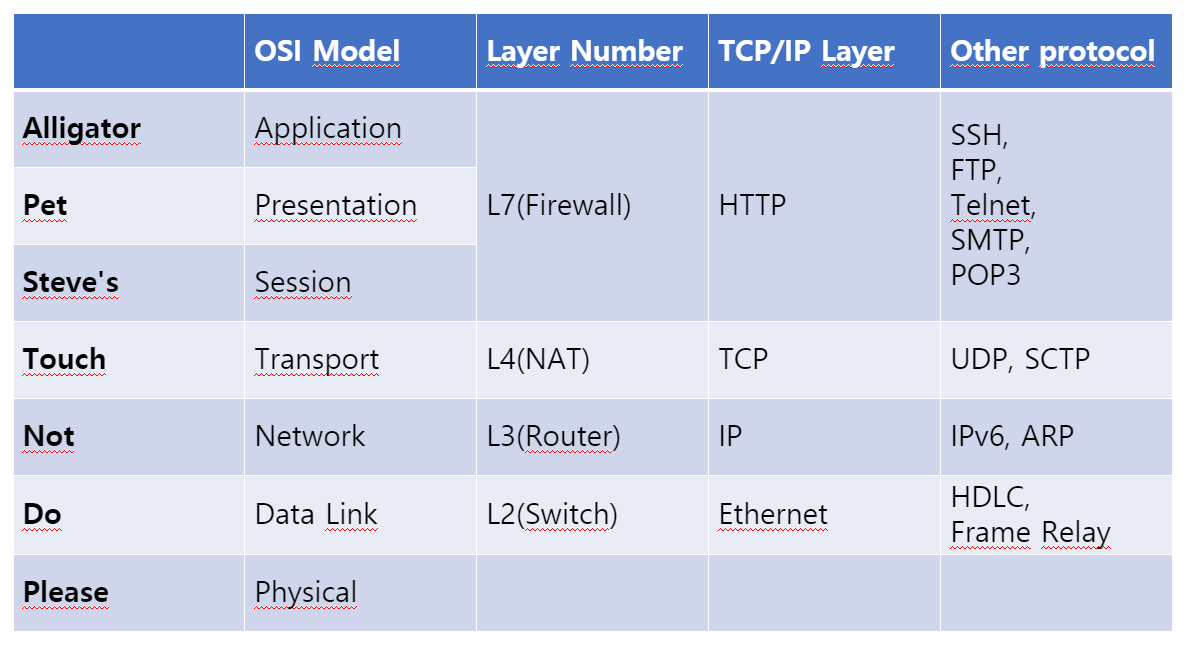 OSI Model Layer Number TCP/IP Layer Other protocol
Alligator Application
Pet Presentation
Steve's Session
L7(Firewall) HTTP
SSH,
FTP,
Telnet,
SMTP,
POP3
Touch Transport L4(NAT) TCP UDP, SCTP
Not Network L3(Router) IP IPv6, ARP
Do Data Link L2(Switch) Ethernet HDLC,
Frame Relay
Please Physical